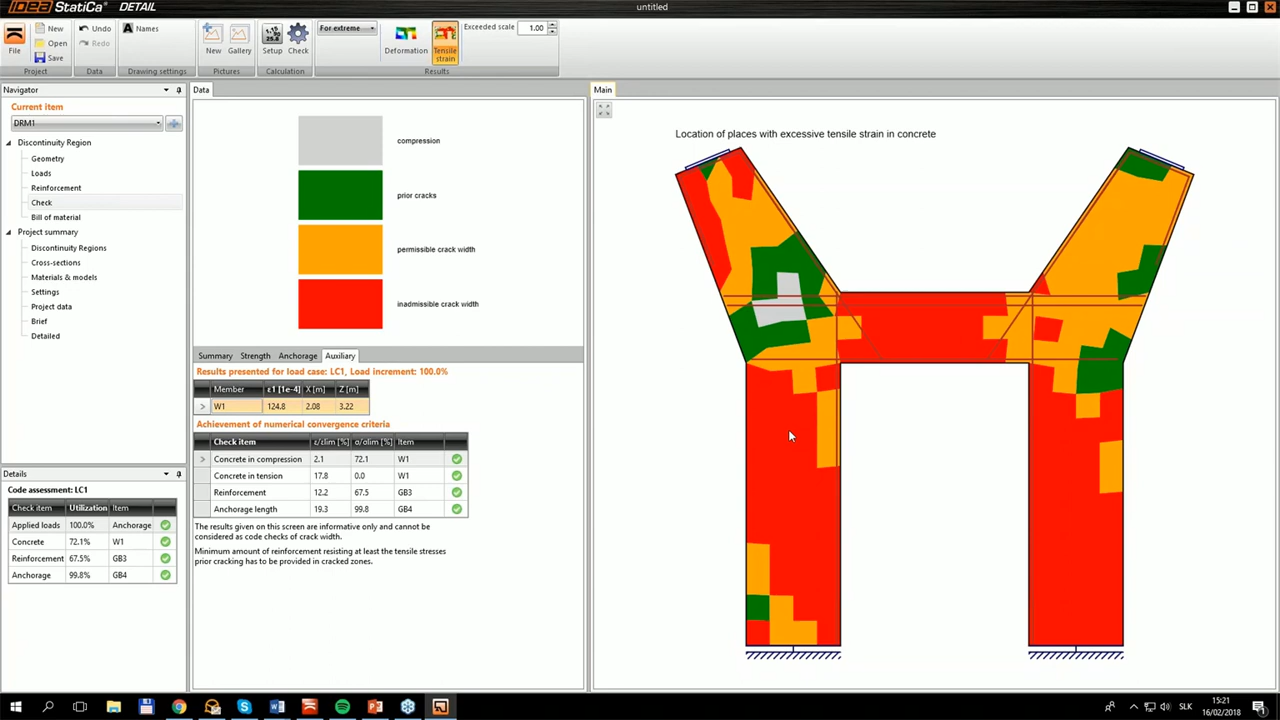 IDEA StatiCa® DETAIL
untitled
File
New
Open
Save
Undo
Redo
Names
New
Gallery
Setup
Check
For extreme
Deformation
Tensile
strain
Exceeded scale
1.00
Project
Data
Drawing settings
Pictures
Calculation
Results
Navigator
Current item
DRM1
Discontinuity Region
Geometry
Loads
Reinforcement
Check
Bill of material
Project summary
Discontinuity Regions
Cross-sections
Materials & models
Settings
Project data
Brief
Detailed
Details
Code assessment: LC1
Check item Utilization Item
Applied loads 100.0% Anchorage
Concrete 72.1% W1
Reinforcement 67.5% GB3
Anchorage 99.8% GB4
Data
compression
prior cracks
permissible crack width
inadmissible crack width
Summary Strength Anchorage Auxiliary
Results presented for load case: LC1, Load increment: 100.0%
Member ε1 [1e-4] X [m] Z [m]
W1 124.8 2.08 3.22
Achievement of numerical convergence criteria
Check item ε/εlim [%] σ/σlim [%] Item
Concrete in compression 2.1 72.1 W1
Concrete in tension 17.8 0.0 W1
Reinforcement 12.2 67.5 GB3
Anchorage length 19.3 99.8 GB4
The results given on this screen are informative only and cannot be
considered as code checks of crack width.
Minimum amount of reinforcement resisting at least the tensile stresses
prior cracking has to be provided in cracked zones.
Main
Location of places with excessive tensile strain in concrete
SLK
15:21
16/02/2018